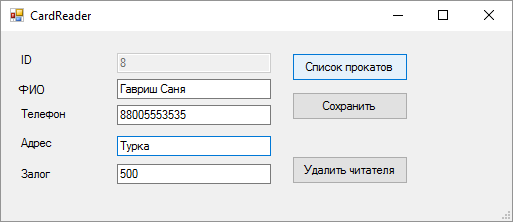 CardReader
ID 8 Список прокатов
ФИО Гавриш Саня
Телефон 88005553535 Сохранить
Адрес Турка
Залог 500 Удалить читателя